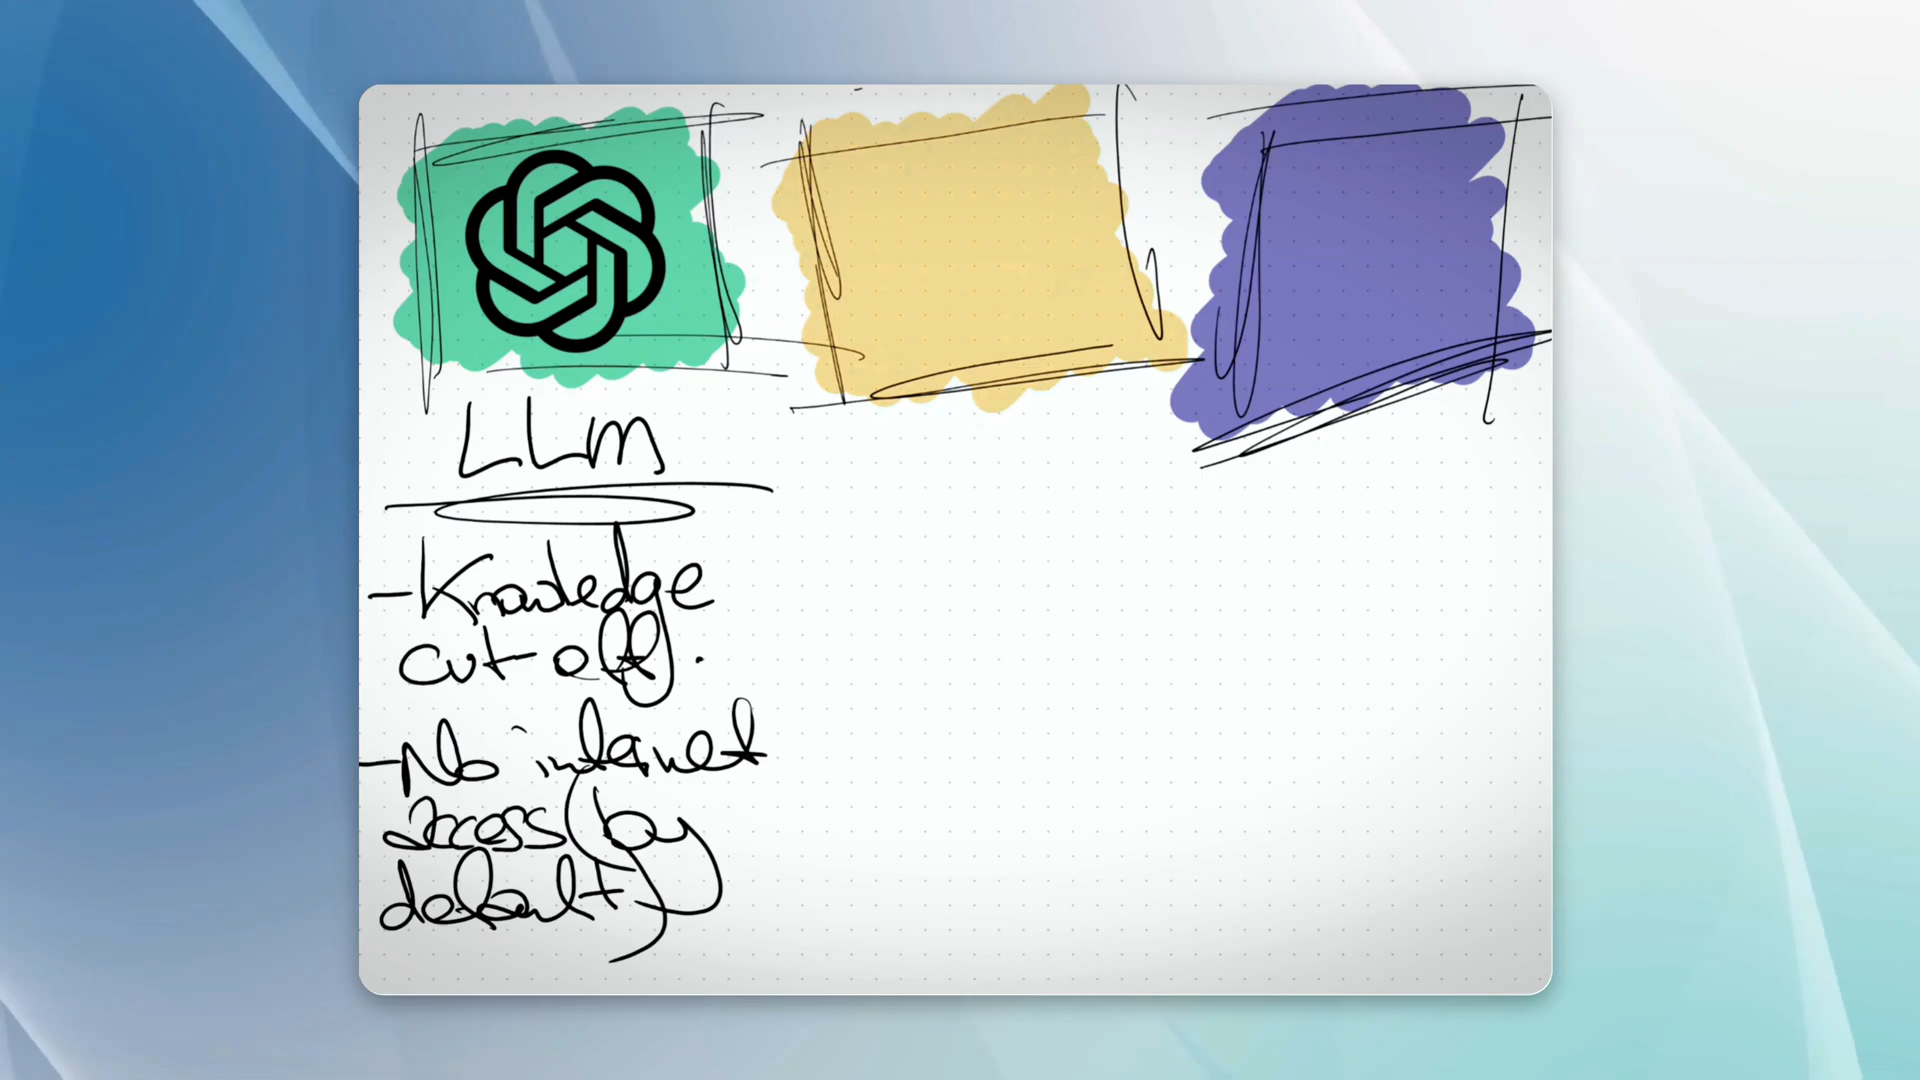 LLM
- Knowledge
cut off.
- No internet
access (by
default)